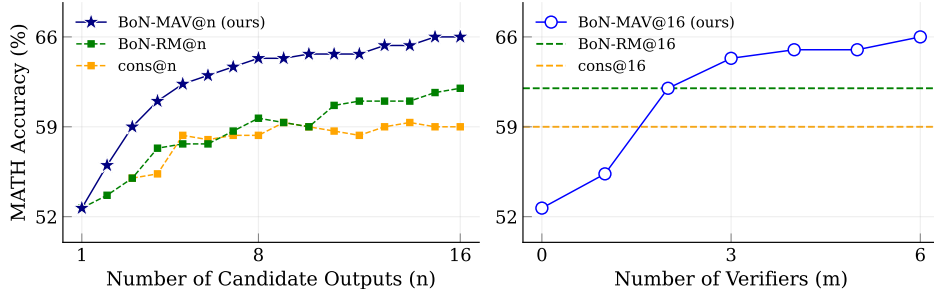 MATH Accuracy (%)
66
59
52
BoN-MAV@n (ours)
BoN-RM@n
cons@n
1
8
16
Number of Candidate Outputs (n)
66
59
52
BoN-MAV@16 (ours)
BoN-RM@16
cons@16
0
3
6
Number of Verifiers (m)